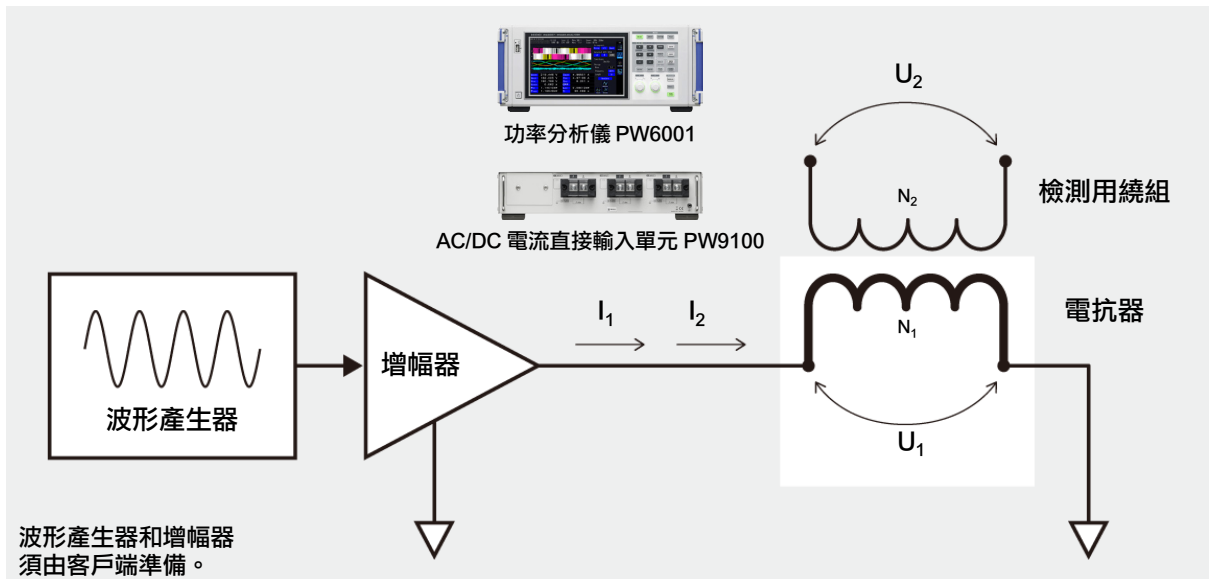 功率分析儀 PW6001
AC/DC 電流直接輸入單元 PW9100
U₂
N₂
檢測用繞組
I₁
I₂
N₁
電抗器
增幅器
波形產生器
U₁
波形產生器和增幅器
須由客戶端準備。